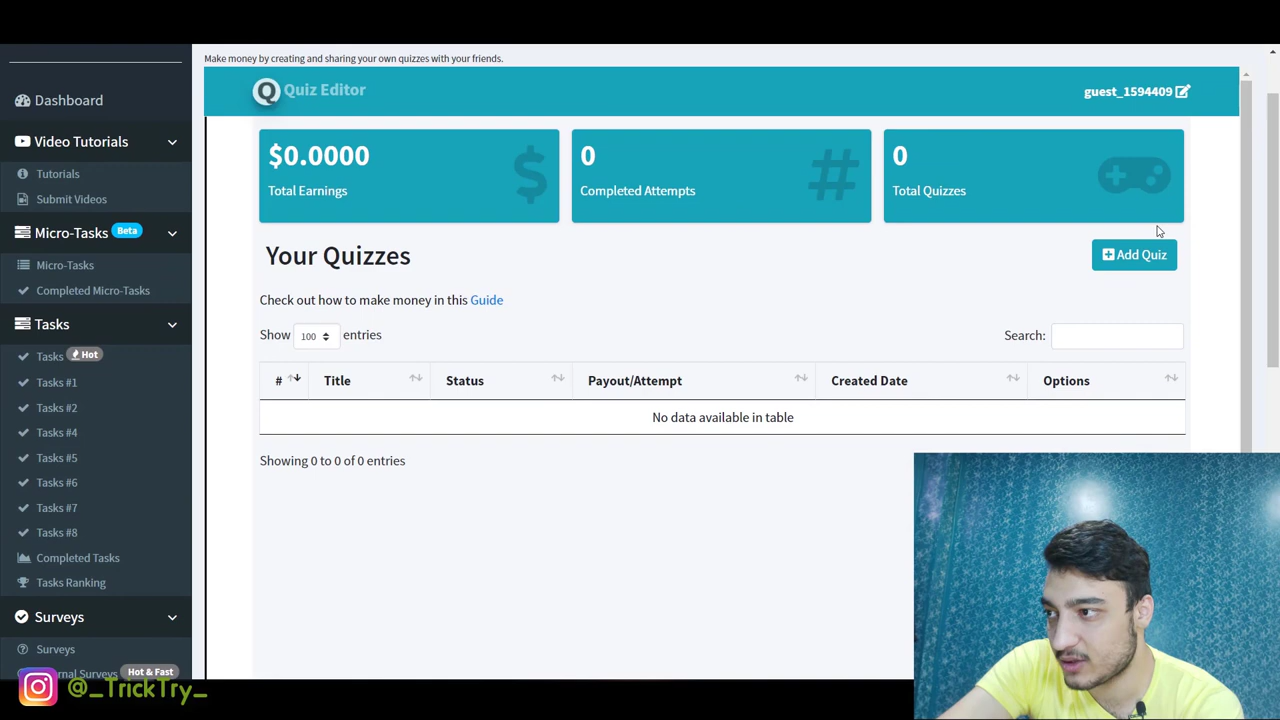 Make money by creating and sharing your own quizzes with your friends.
Quiz Editor
guest_1594409
Dashboard
Video Tutorials
Tutorials
Submit Videos
Micro-Tasks Beta
Micro-Tasks
Completed Micro-Tasks
Tasks
Tasks Hot
Tasks #1
Tasks #2
Tasks #4
Tasks #5
Tasks #6
Tasks #7
Tasks #8
Completed Tasks
Tasks Ranking
Surveys
Surveys
Surveys Hot & Fast
@_TrickTry_
$0.0000
Total Earnings
$
0
Completed Attempts
#
0
Total Quizzes
Your Quizzes
Add Quiz
Check out how to make money in this Guide
Show 100 entries
Search:
# Title Status Payout/Attempt Created Date Options
No data available in table
Showing 0 to 0 of 0 entries